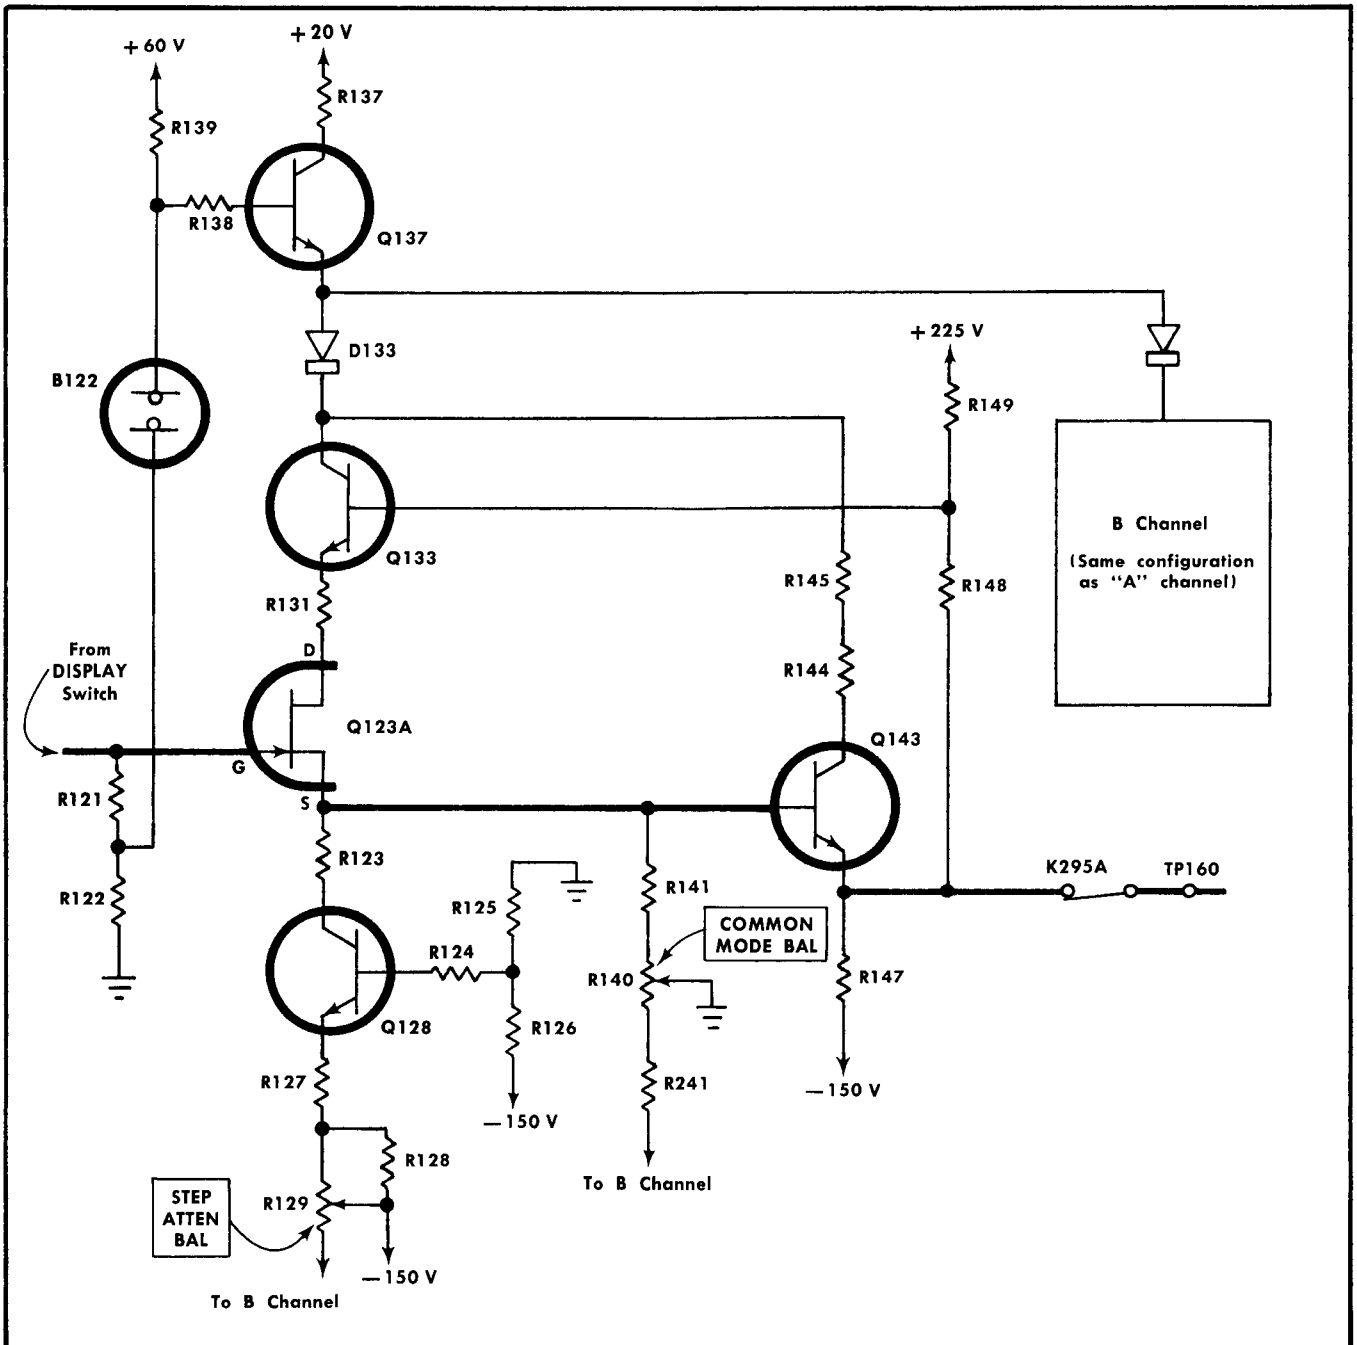 + 60 V
+ 20 V
R137
R139
R138
Q137
+ 225 V
D133
B122
R149
Q133
B Channel
(Same configuration
as "A" channel)
R145
R148
R131
From
DISPLAY
Switch
D
R144
Q123A
Q143
G
R121
S
R123
K295A
TP160
R122
R125
R141
COMMON
MODE BAL
R124
R140
R147
Q128
R126
R127
R241
— 150 V
— 150 V
R128
To B Channel
STEP
ATTEN
BAL
R129
— 150 V
To B Channel